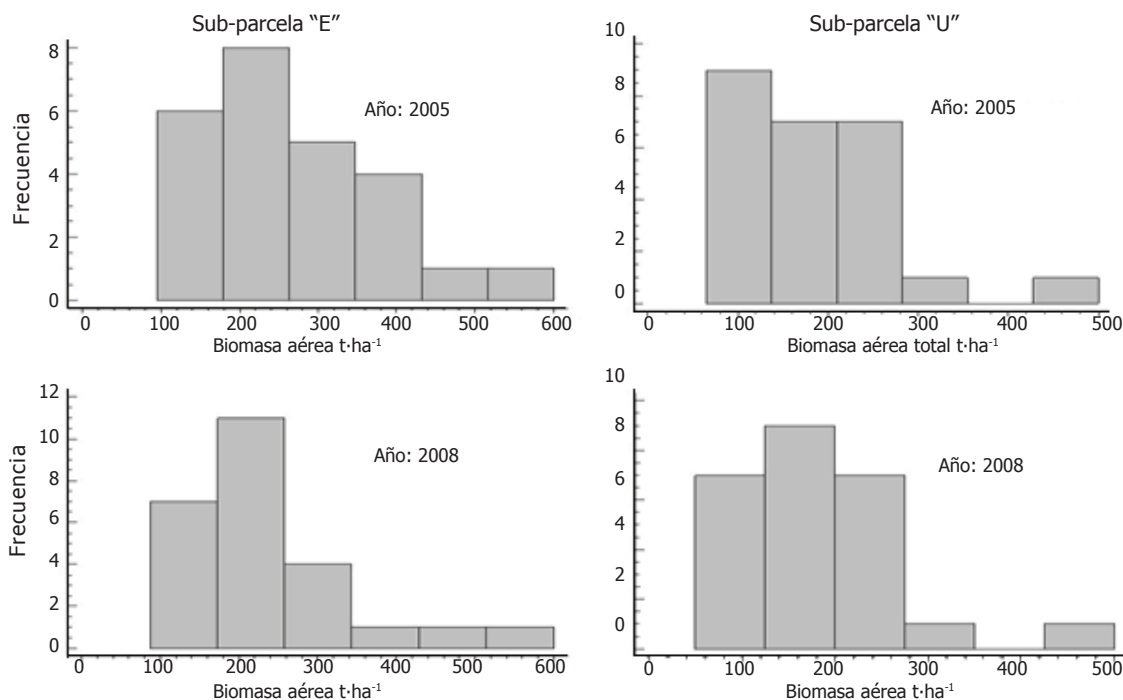 Sub-parcela “E”
Frecuencia
8
6
4
2
0
Año: 2005
0 100 200 300 400 500 600
Biomasa aérea t·ha⁻¹
Sub-parcela “U”
10
8
6
4
2
0
Año: 2005
0 100 200 300 400 500
Biomasa aérea total t·ha⁻¹
Frecuencia
12
10
8
6
4
2
0
Año: 2008
0 100 200 300 400 500 600
Biomasa aérea t·ha⁻¹
10
8
6
4
2
0
Año: 2008
0 100 200 300 400 500
Biomasa aérea t·ha⁻¹